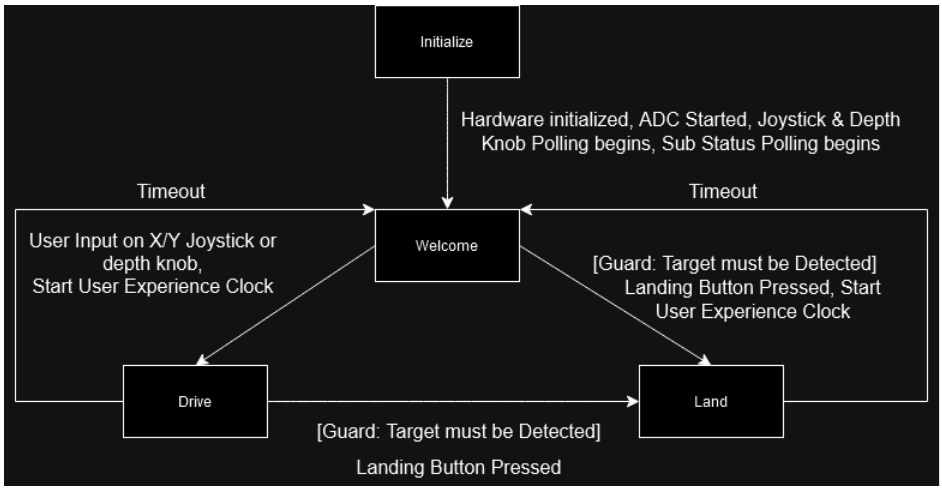 Initialize
Hardware initialized, ADC Started, Joystick & Depth
Knob Polling begins, Sub Status Polling begins
Timeout
Timeout
Welcome
User Input on X/Y Joystick or
depth knob,
Start User Experience Clock
[Guard: Target must be Detected]
Landing Button Pressed, Start
User Experience Clock
Drive
Land
[Guard: Target must be Detected]
Landing Button Pressed